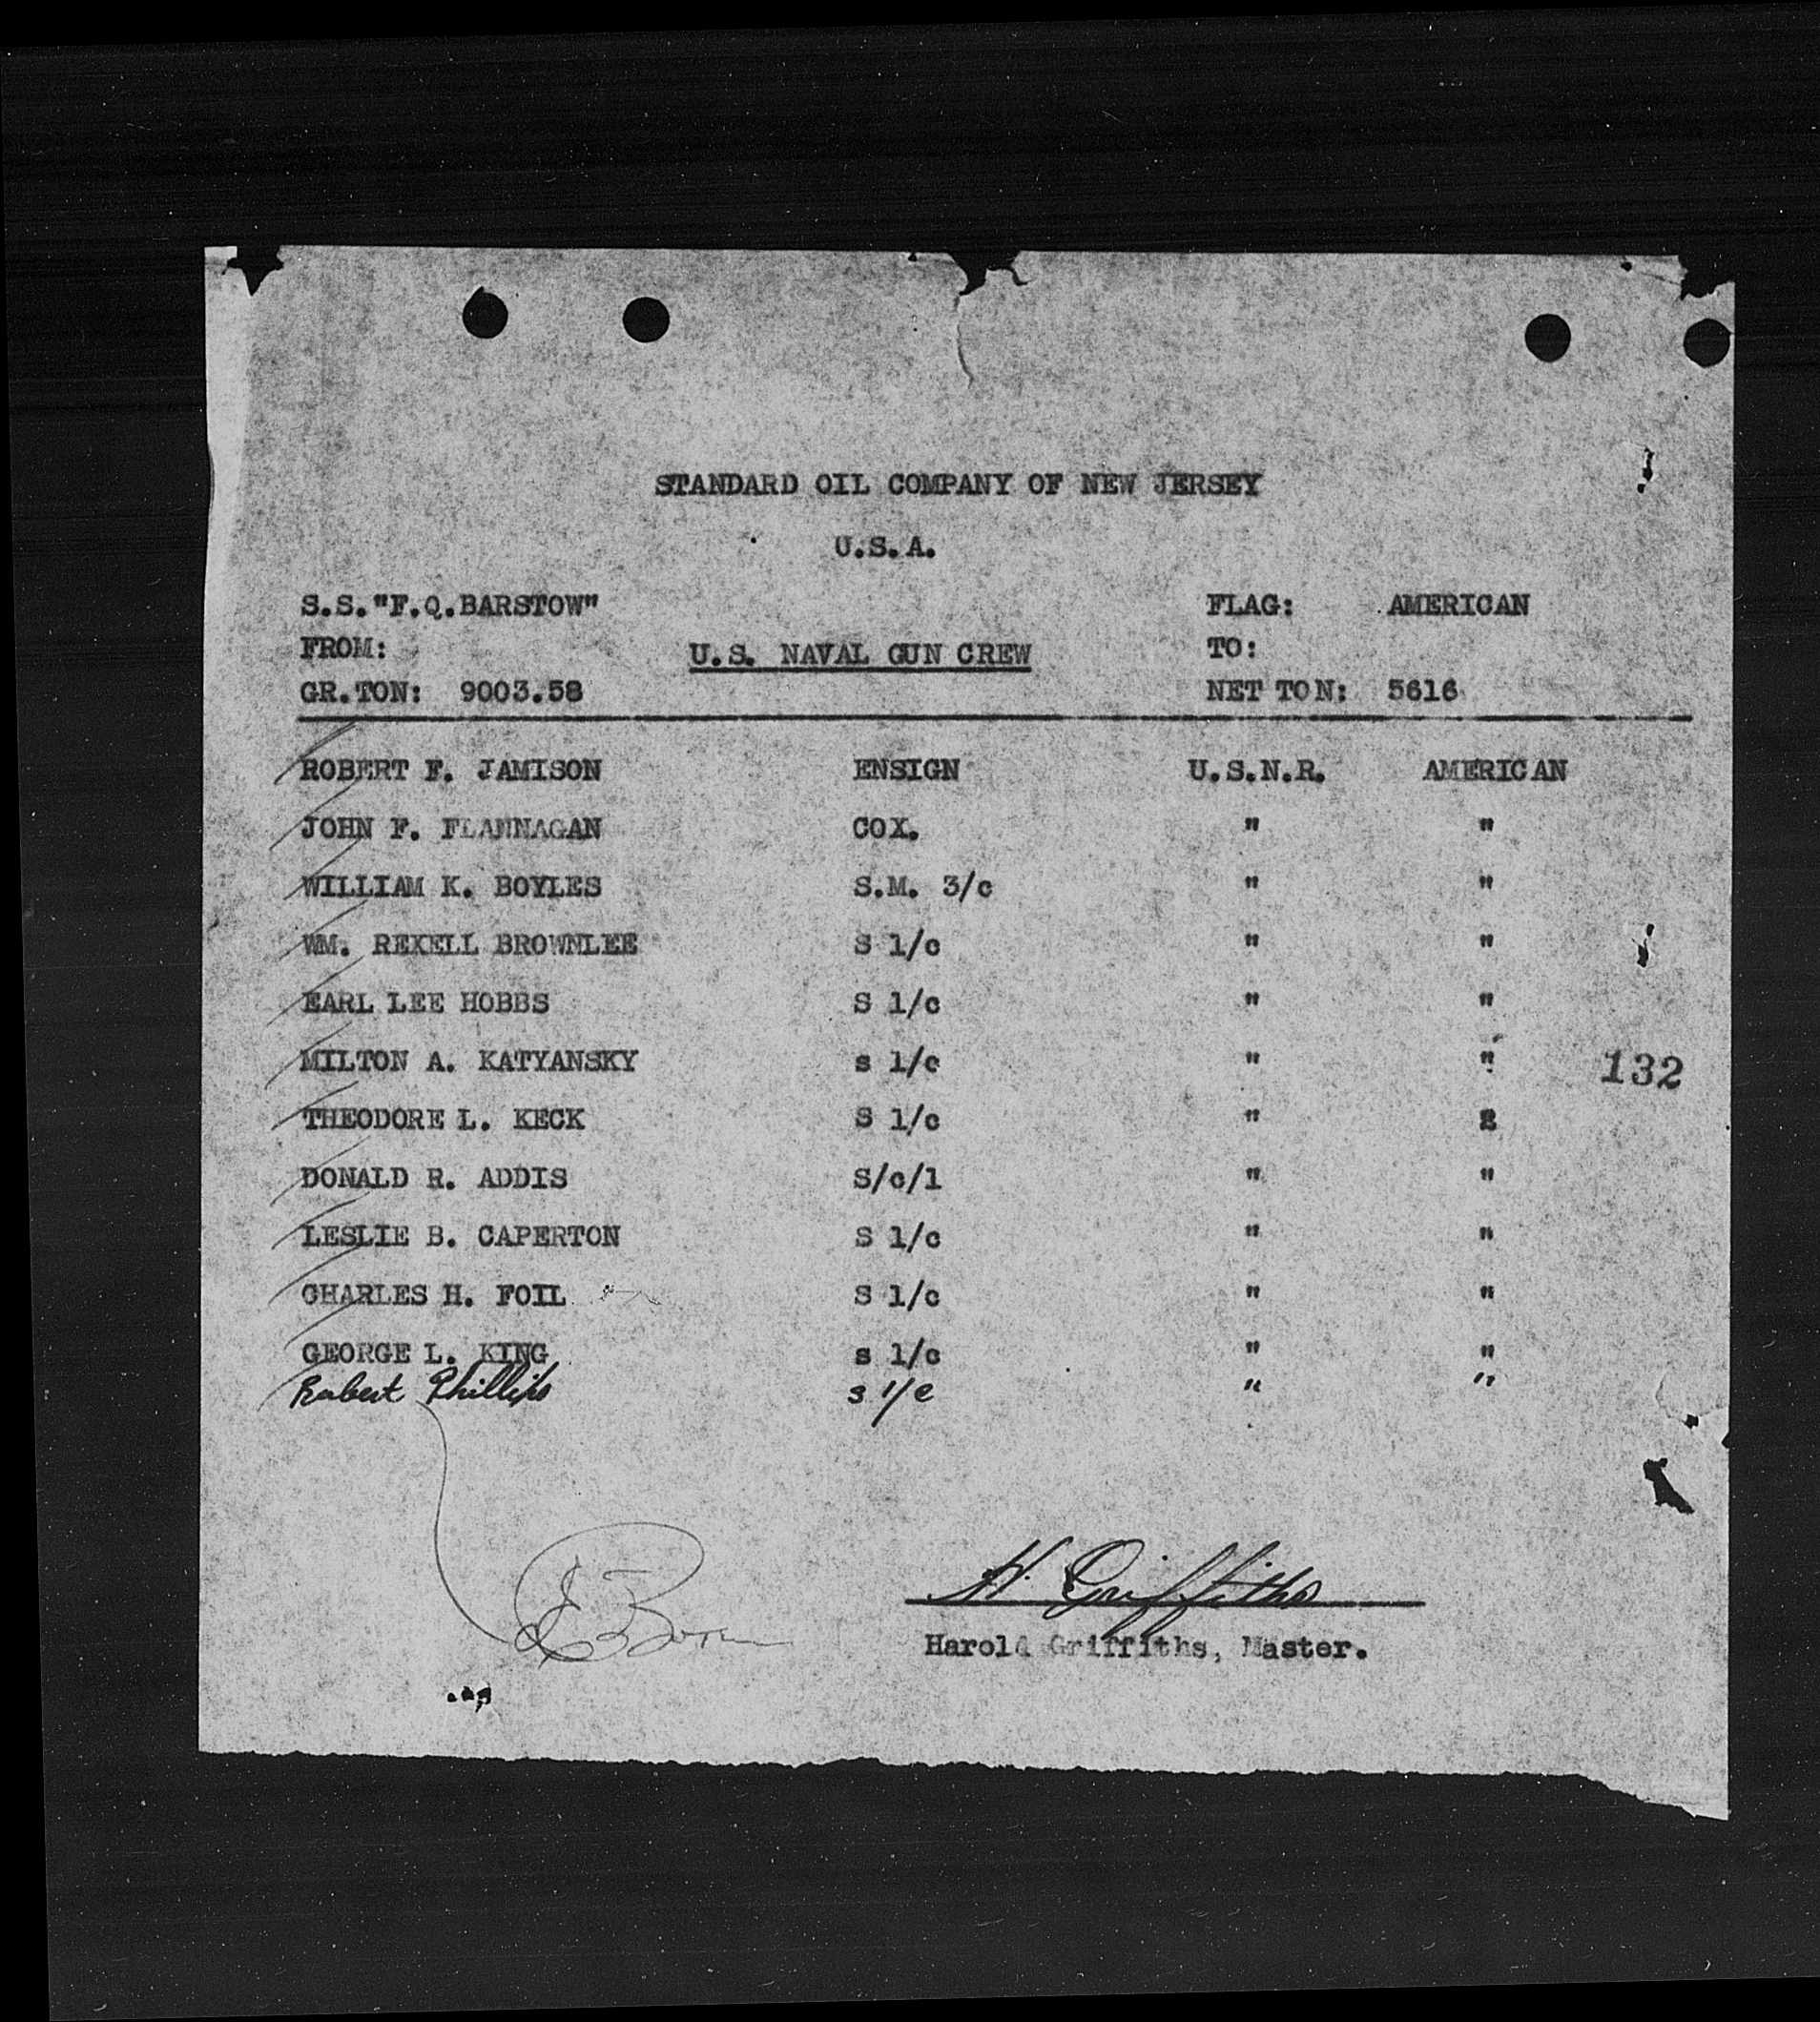 STANDARD OIL COMPANY OF NEW JERSEY
U.S.A.
S.S."F.Q.BARSTOW" FLAG: AMERICAN
FROM: U.S. NAVAL GUN CREW TO:
GR.TON: 9003.58 NET TON: 5616
ROBERT F. JAMISON ENSIGN U.S.N.R. AMERICAN
JOHN F. FLANNAGAN COX. " "
WILLIAM K. BOYLES S.M. 3/c " "
WM. REXELL BROWNLEE S 1/c " "
EARL LEE HOBBS S 1/c " "
MILTON A. KATYANSKY s 1/c " "
132
THEODORE L. KECK S 1/c " 2
DONALD R. ADDIS S/c/1 " "
LESLIE B. CAPERTON S 1/c " "
CHARLES H. FOIL S 1/c " "
GEORGE L. KING s 1/c " "
Robert Phillips s 1/c " "
H. Griffiths
Harold Griffiths, Master.